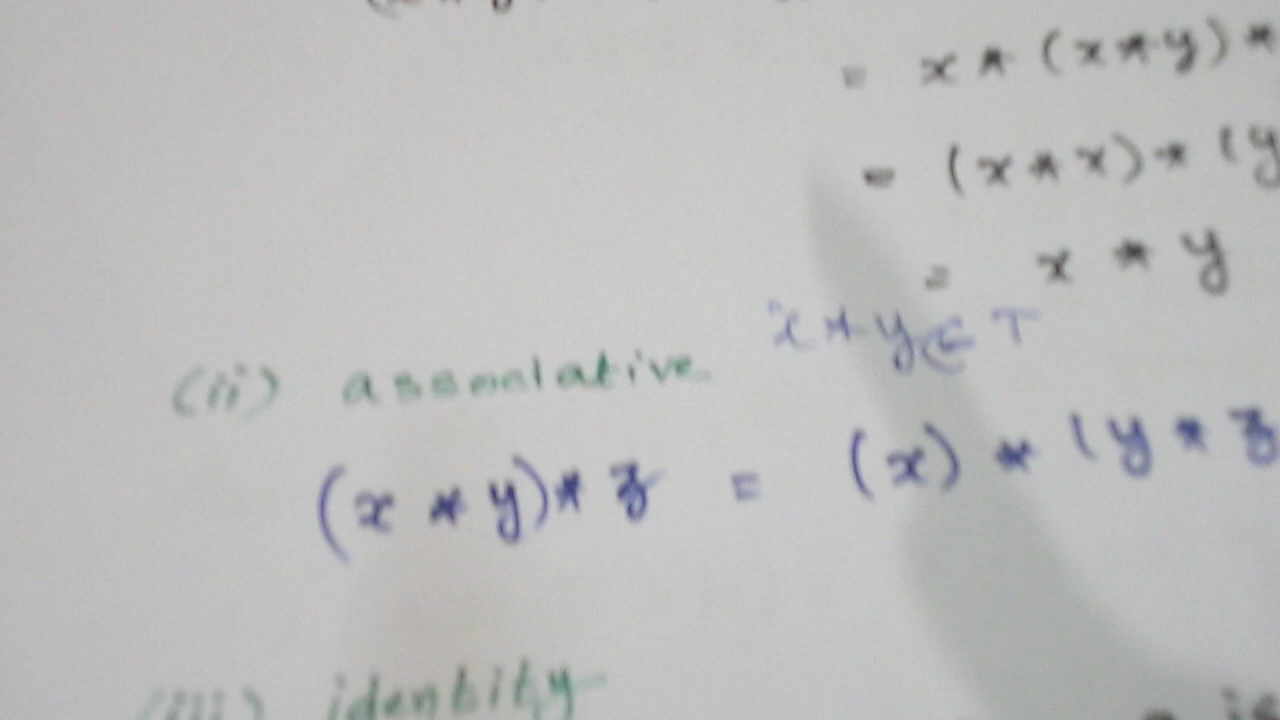 = x * (x * y) *
= (x * x) * (y
= x * y
x * y ∈ T
(ii) associative
(x * y) * z = (x) * (y * z
(iii) identity